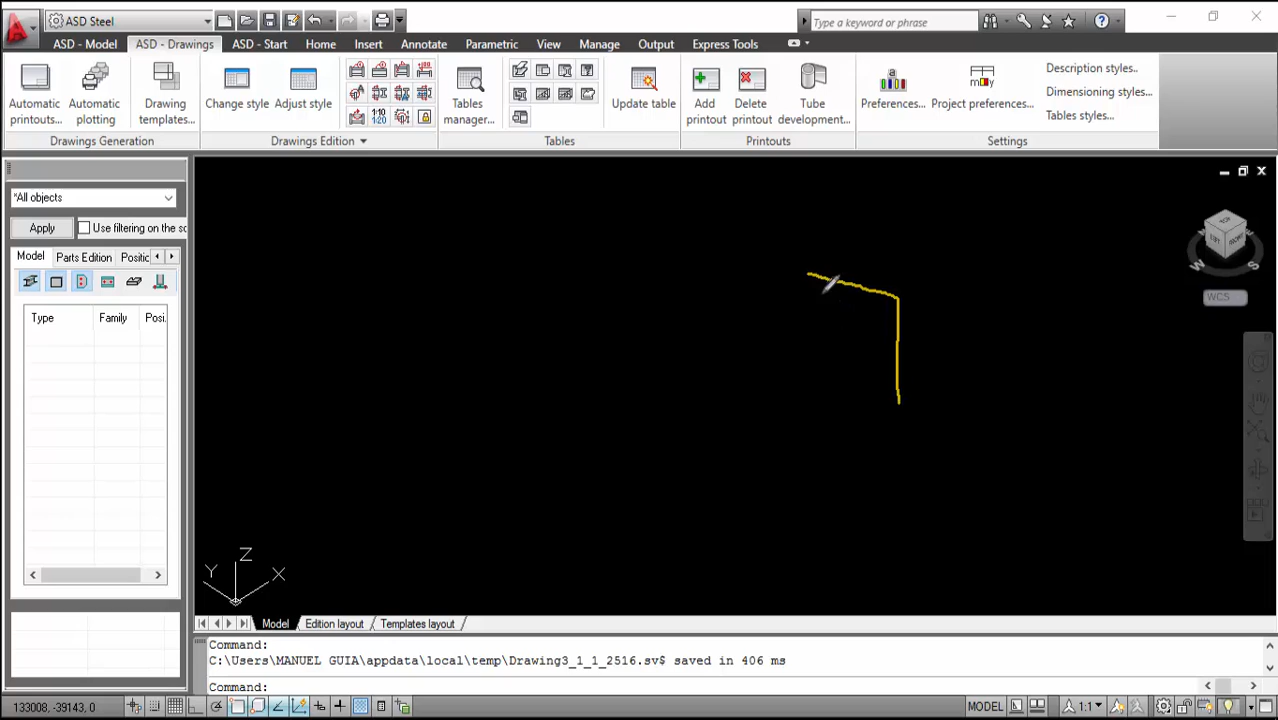 ASD Steel
Type a keyword or phrase
ASD - Model
ASD - Drawings
ASD - Start
Home
Insert
Annotate
Parametric
View
Manage
Output
Express Tools
Automatic printouts...
Automatic plotting
Drawing templates...
Change style
Adjust style
Tables manager...
Update table
Add printout
Delete printout
Tube development...
Preferences...
Project preferences...
Description styles..
Dimensioning styles..
Tables styles...
Drawings Generation
Drawings Edition
Tables
Printouts
Settings
*All objects
Apply
Use filtering on the sc
Model
Parts Edition
Positic
Type
Family
Posi.
TOP
LEFT
FRONT
W
S
WCS
Z
Y
X
Model
Edition layout
Templates layout
Command:
C:\Users\MANUEL GUIA\appdata\local\temp\Drawing3_1_1_2516.sv$ saved in 406 ms
Command:
133008, -39143, 0
MODEL
1:1